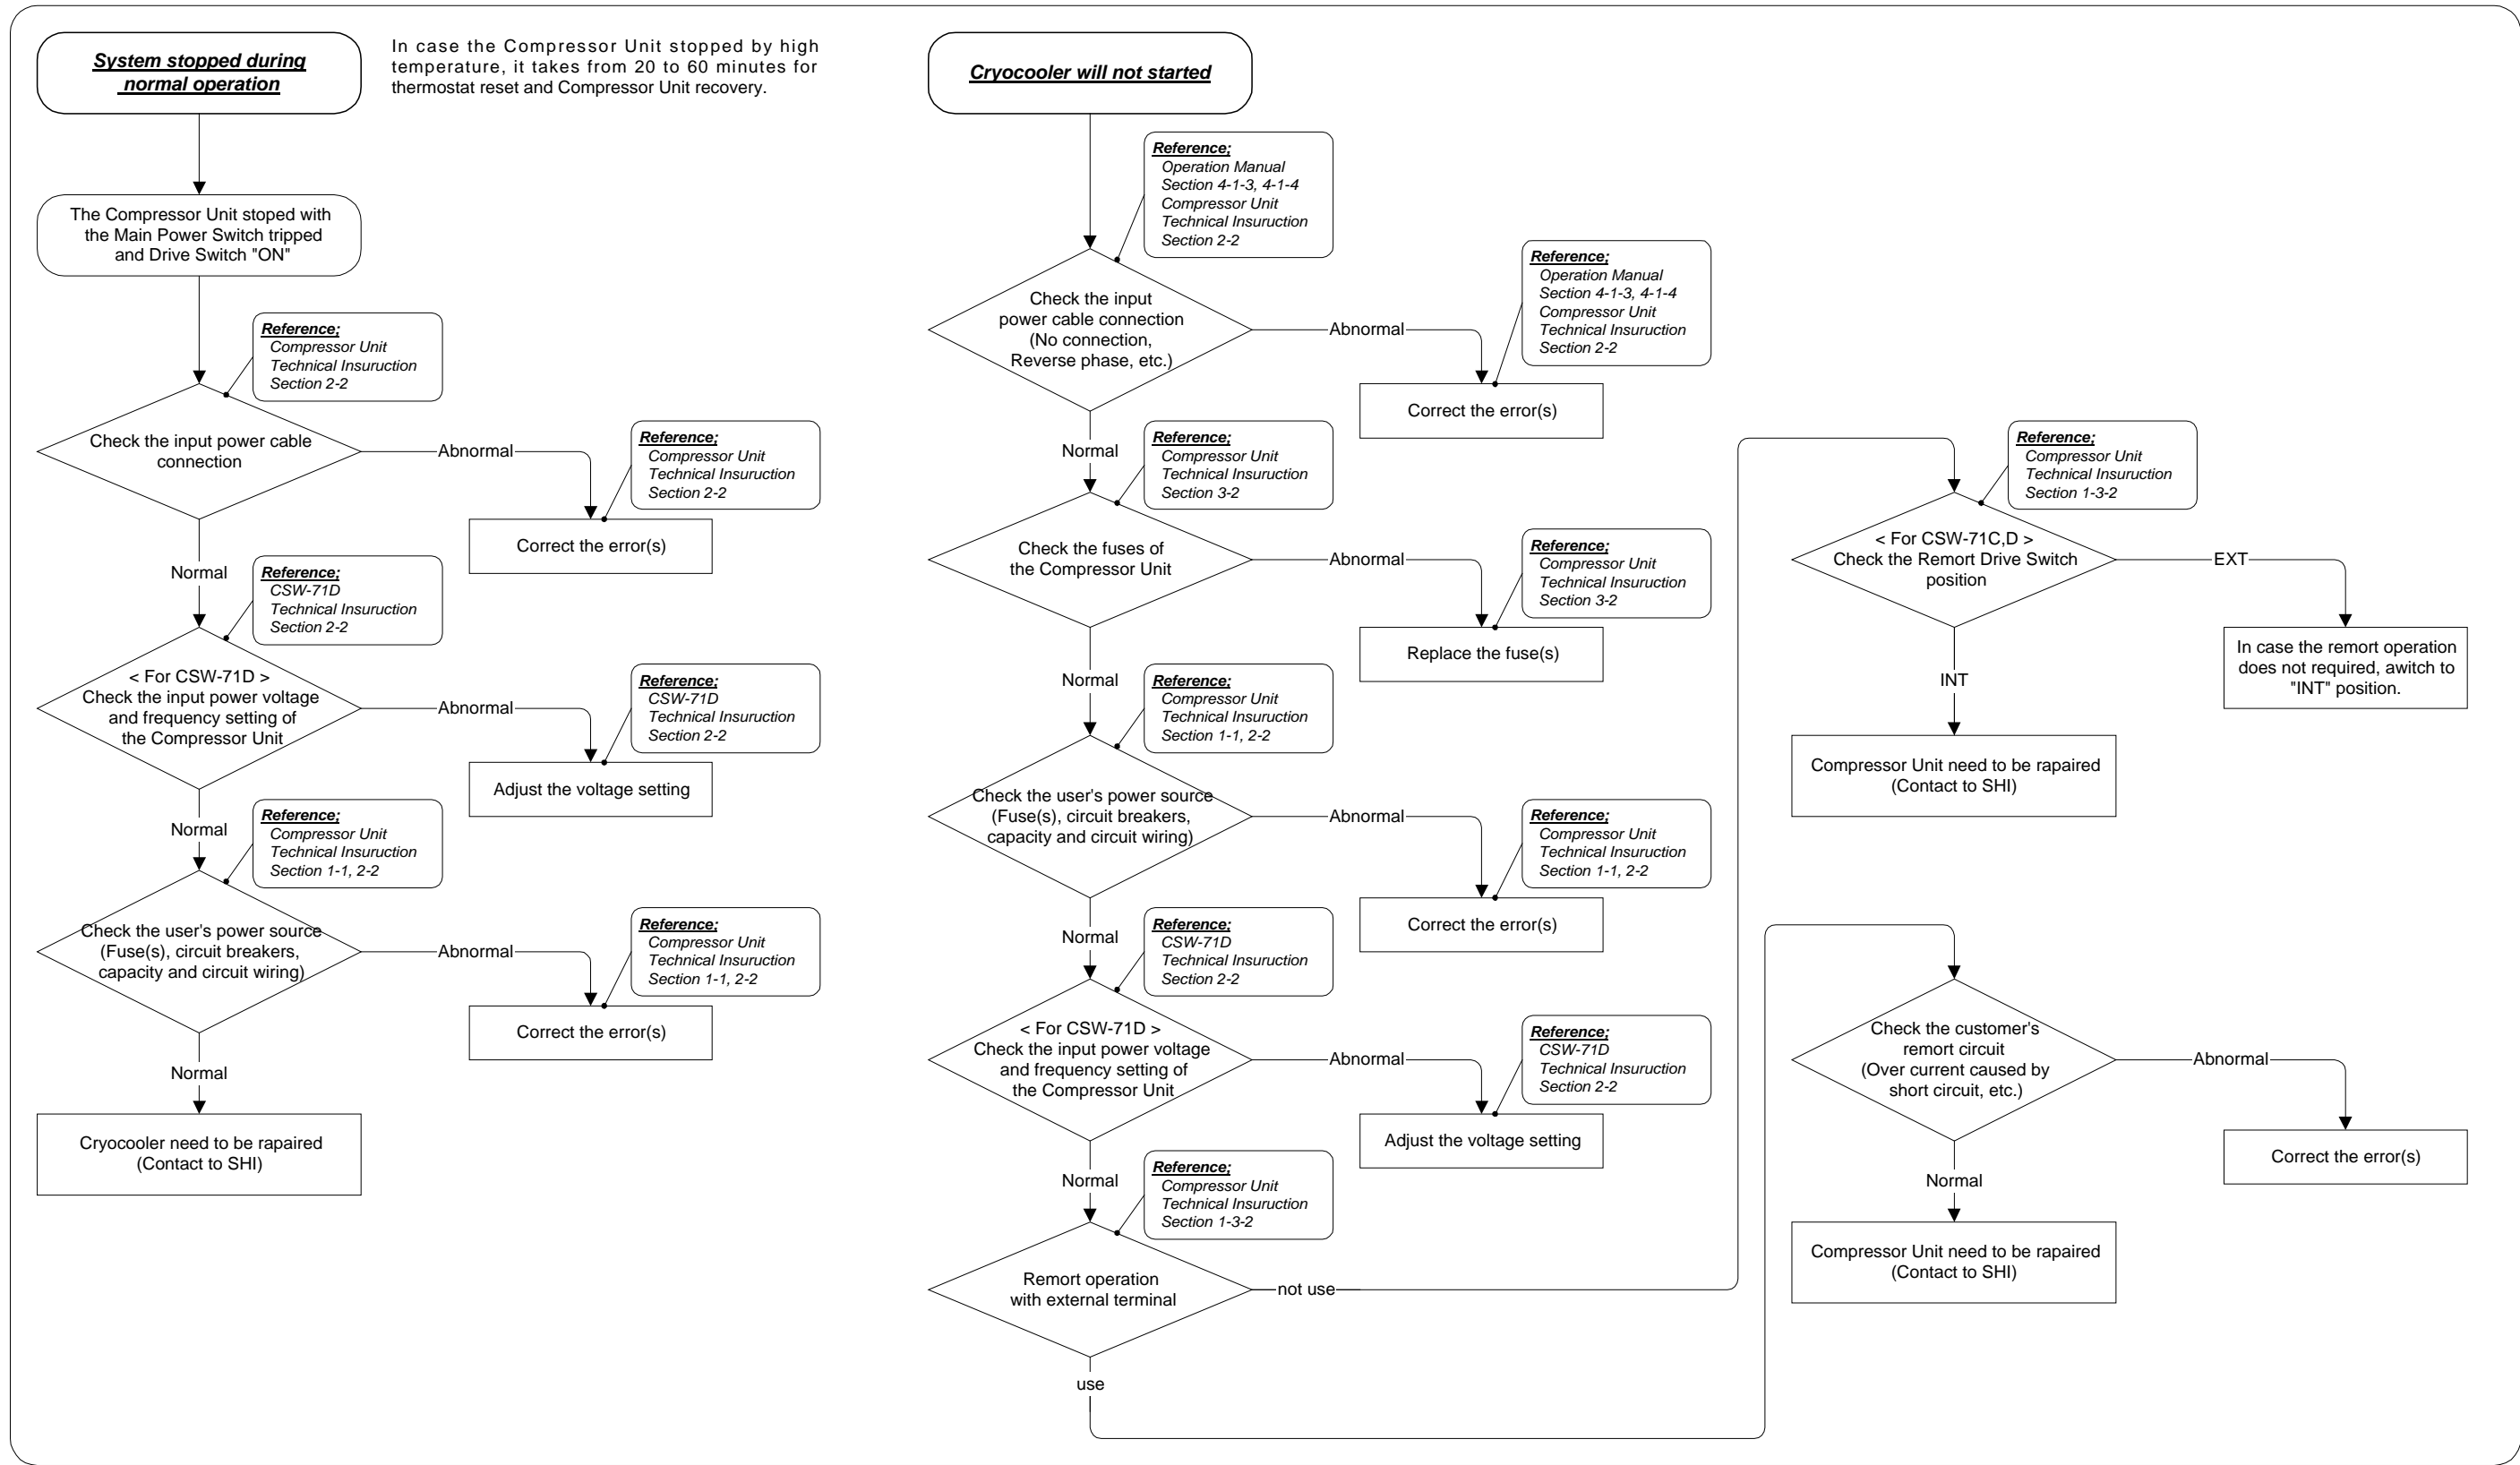 System stopped during
normal operation
In case the Compressor Unit stopped by high
temperature, it takes from 20 to 60 minutes for
thermostat reset and Compressor Unit recovery.
The Compressor Unit stoped with
the Main Power Switch tripped
and Drive Switch "ON"
Reference;
Compressor Unit
Technical Insuruction
Section 2-2
Check the input power cable
connection
Abnormal
Reference;
Compressor Unit
Technical Insuruction
Section 2-2
Correct the error(s)
Normal
Reference;
CSW-71D
Technical Insuruction
Section 2-2
< For CSW-71D >
Check the input power voltage
and frequency setting of
the Compressor Unit
Abnormal
Reference;
CSW-71D
Technical Insuruction
Section 2-2
Adjust the voltage setting
Normal
Reference;
Compressor Unit
Technical Insuruction
Section 1-1, 2-2
Check the user's power source
(Fuse(s), circuit breakers,
capacity and circuit wiring)
Abnormal
Reference;
Compressor Unit
Technical Insuruction
Section 1-1, 2-2
Correct the error(s)
Normal
Cryocooler need to be rapaired
(Contact to SHI)
Cryocooler will not started
Reference;
Operation Manual
Section 4-1-3, 4-1-4
Compressor Unit
Technical Insuruction
Section 2-2
Check the input
power cable connection
(No connection,
Reverse phase, etc.)
Abnormal
Reference;
Operation Manual
Section 4-1-3, 4-1-4
Compressor Unit
Technical Insuruction
Section 2-2
Correct the error(s)
Normal
Reference;
Compressor Unit
Technical Insuruction
Section 3-2
Check the fuses of
the Compressor Unit
Abnormal
Reference;
Compressor Unit
Technical Insuruction
Section 3-2
Replace the fuse(s)
Normal
Reference;
Compressor Unit
Technical Insuruction
Section 1-1, 2-2
Check the user's power source
(Fuse(s), circuit breakers,
capacity and circuit wiring)
Abnormal
Reference;
Compressor Unit
Technical Insuruction
Section 1-1, 2-2
Correct the error(s)
Normal
Reference;
CSW-71D
Technical Insuruction
Section 2-2
< For CSW-71D >
Check the input power voltage
and frequency setting of
the Compressor Unit
Abnormal
Reference;
CSW-71D
Technical Insuruction
Section 2-2
Adjust the voltage setting
Normal
Reference;
Compressor Unit
Technical Insuruction
Section 1-3-2
Remort operation
with external terminal
not use
use
Reference;
Compressor Unit
Technical Insuruction
Section 1-3-2
< For CSW-71C,D >
Check the Remort Drive Switch
position
EXT
In case the remort operation
does not required, awitch to
"INT" position.
INT
Compressor Unit need to be rapaired
(Contact to SHI)
Check the customer's
remort circuit
(Over current caused by
short circuit, etc.)
Abnormal
Correct the error(s)
Normal
Compressor Unit need to be rapaired
(Contact to SHI)